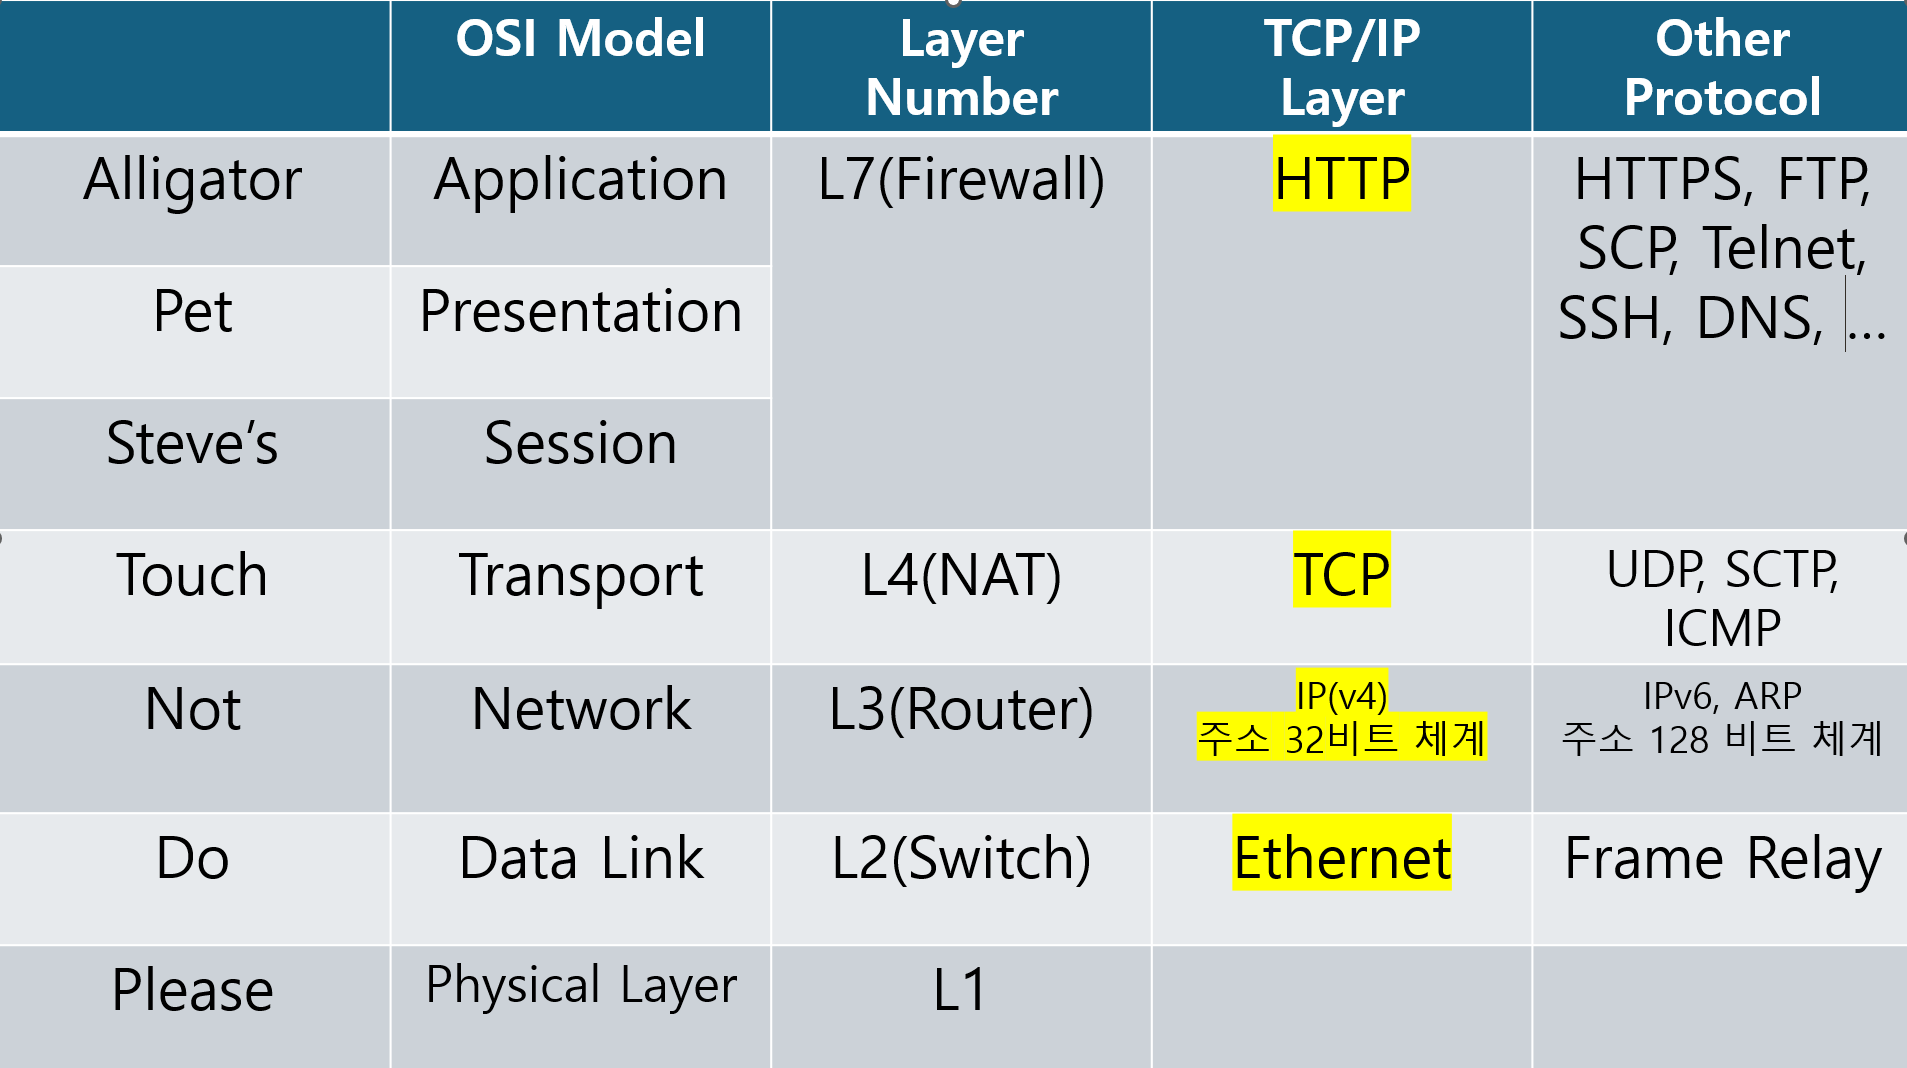 OSI Model
Layer
Number
TCP/IP
Layer
Other
Protocol
Alligator
Application
L7(Firewall)
HTTP
HTTPS, FTP,
SCP, Telnet,
SSH, DNS, ...
Pet
Presentation
Steve‘s
Session
Touch
Transport
L4(NAT)
TCP
UDP, SCTP,
ICMP
Not
Network
L3(Router)
IP(v4)
주소 32비트 체계
IPv6, ARP
주소 128 비트 체계
Do
Data Link
L2(Switch)
Ethernet
Frame Relay
Please
Physical Layer
L1